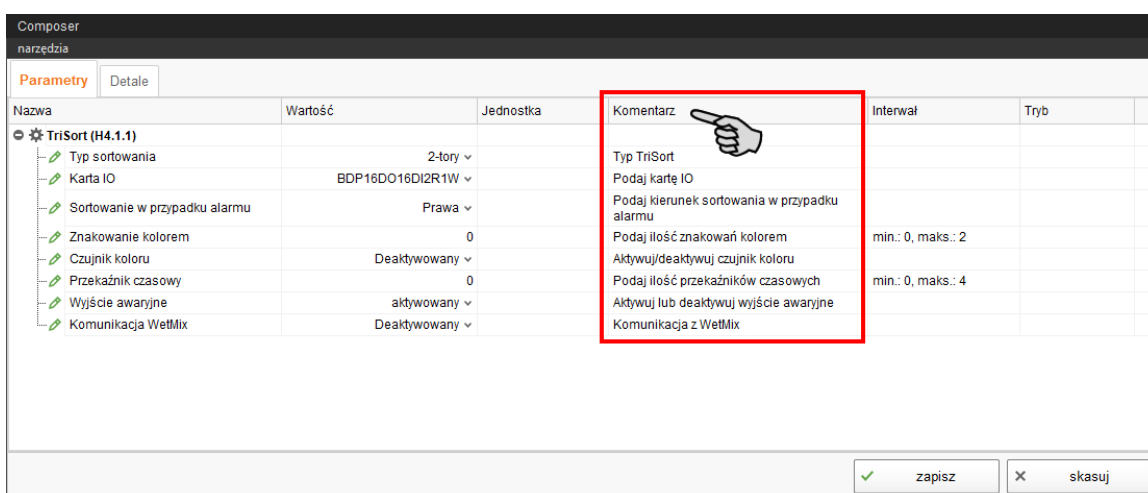 Composer
narzędzia
Parametry Detale
Nazwa Wartość Jednostka Komentarz Interwał Tryb
TriSort (H4.1.1)
Typ sortowania 2-tory Typ TriSort
Karta IO BDP16DO16DI2R1W Podaj kartę IO
Sortowanie w przypadku alarmu Prawa Podaj kierunek sortowania w przypadku
alarmu
Znakowanie kolorem 0 Podaj ilość znakowań kolorem min.: 0, maks.: 2
Czujnik koloru Deaktywowany Aktywuj/deaktywuj czujnik koloru
Przekaźnik czasowy 0 Podaj ilość przekaźników czasowych min.: 0, maks.: 4
Wyjście awaryjne aktywowany Aktywuj lub deaktywuj wyjście awaryjne
Komunikacja WetMix Deaktywowany Komunikacja z WetMix
zapisz skasuj